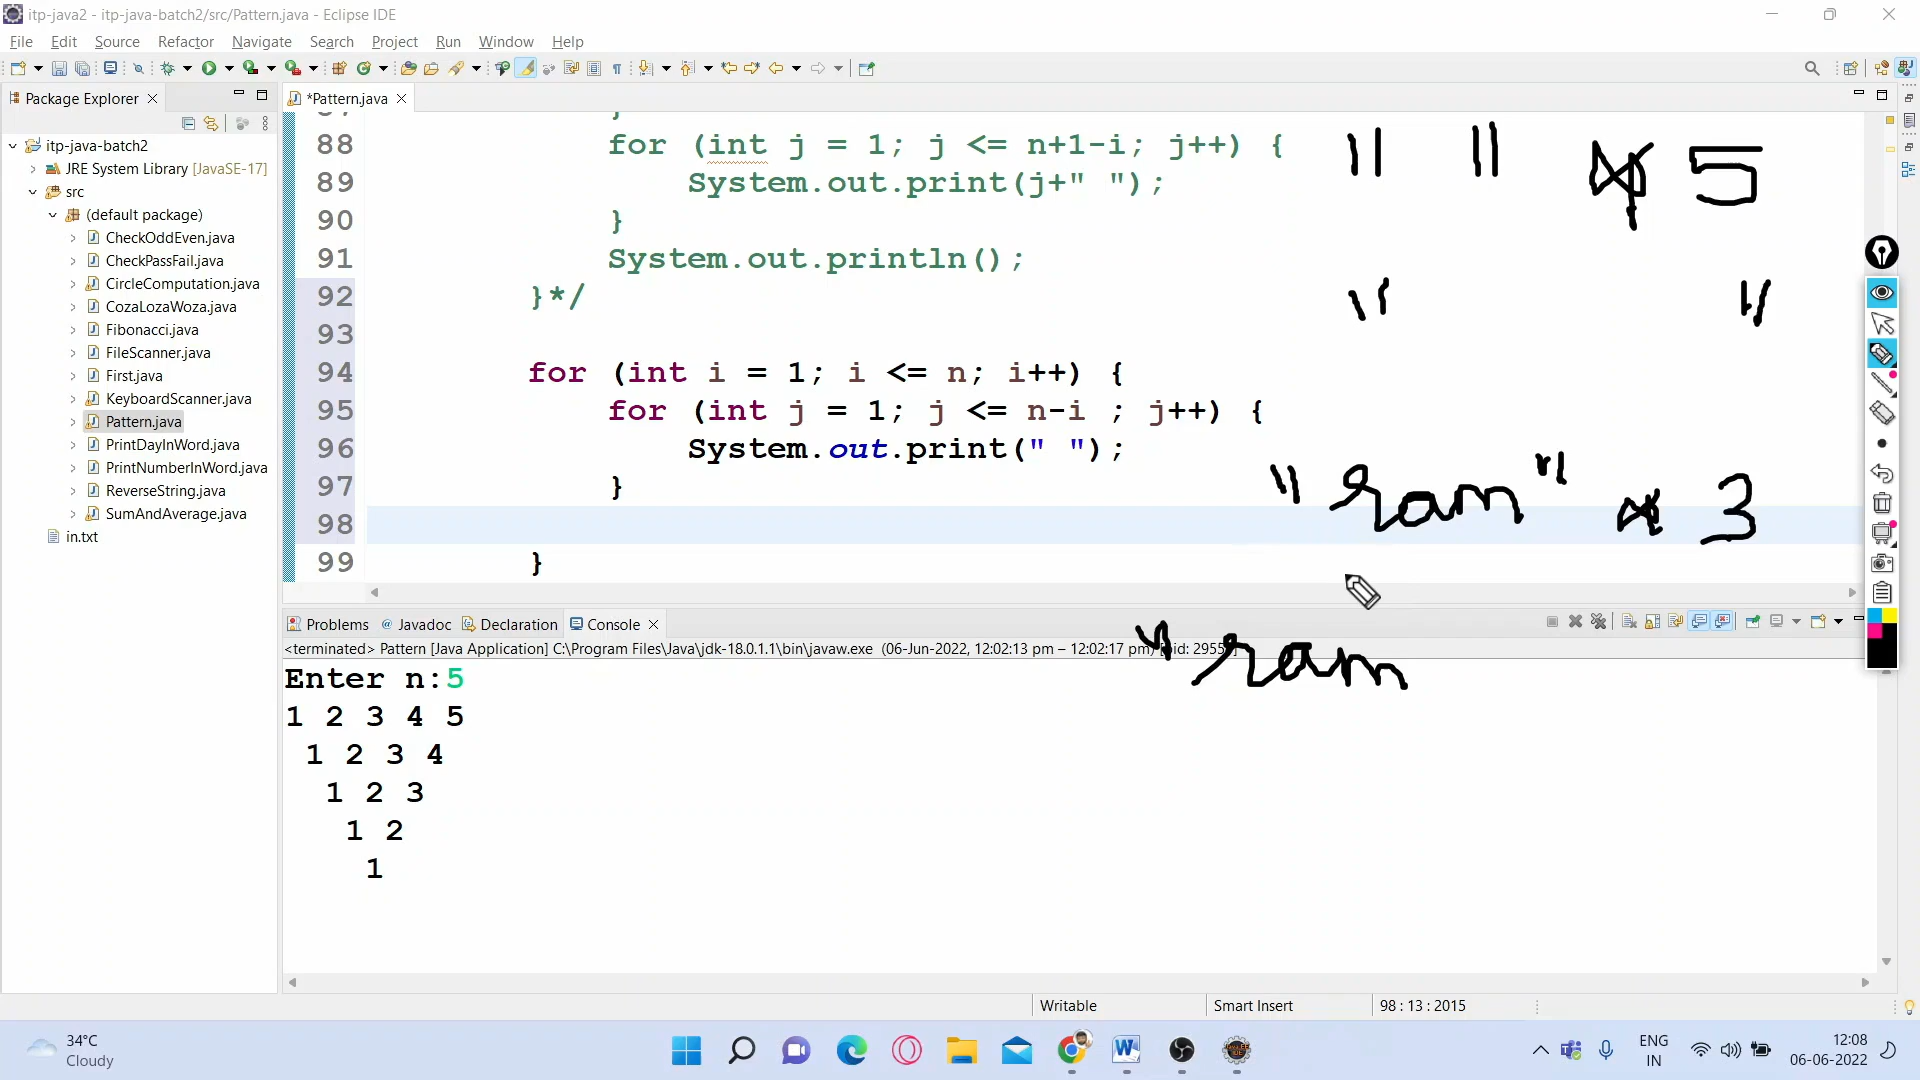 itp-java2 - itp-java-batch2/src/Pattern.java - Eclipse IDE
File Edit Source Refactor Navigate Search Project Run Window Help
Package Explorer
*Pattern.java
itp-java-batch2
JRE System Library [JavaSE-17]
src
(default package)
CheckOddEven.java
CheckPassFail.java
CircleComputation.java
CozaLozaWoza.java
Fibonacci.java
FileScanner.java
First.java
KeyboardScanner.java
Pattern.java
PrintDayInWord.java
PrintNumberInWord.java
ReverseString.java
SumAndAverage.java
in.txt
88 for (int j = 1; j <= n+1-i; j++) {
89 System.out.print(j+" ");
90 }
91 System.out.println();
92 }*/
93
94 for (int i = 1; i <= n; i++) {
95 for (int j = 1; j <= n-i ; j++) {
96 System.out.print(" ");
97 }
98
99 }
" " * 5
" "
"ram" * 3
"ram
Problems Javadoc Declaration Console
<terminated> Pattern [Java Application] C:\Program Files\Java\jdk-18.0.1.1\bin\javaw.exe (06-Jun-2022, 12:02:13 pm – 12:02:17 pm)
Enter n:5
1 2 3 4 5
1 2 3 4
1 2 3
1 2
1
Writable Smart Insert 98 : 13 : 2015
34°C
Cloudy
ENG
IN
12:08
06-06-2022